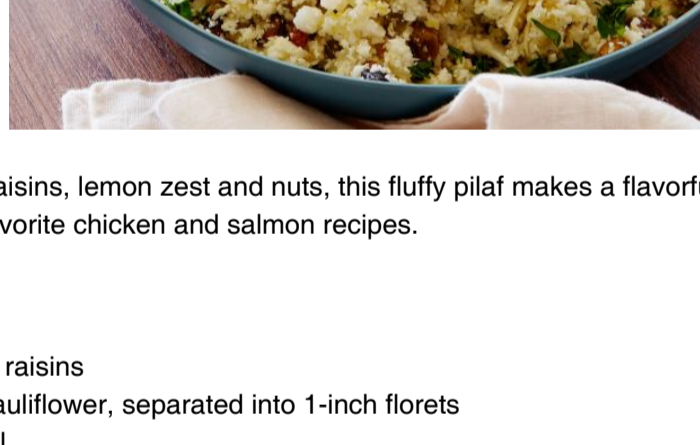 aisins, lemon zest and nuts, this fluffy pilaf makes a flavorf
vorite chicken and salmon recipes.
raisins
auliflower, separated into 1-inch florets